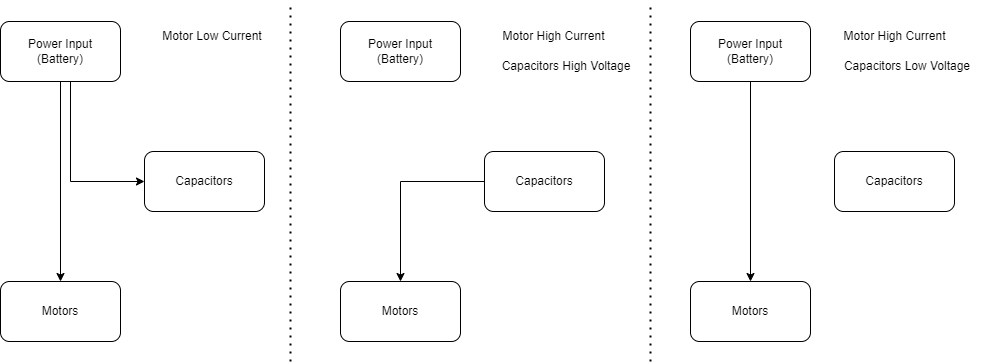 Power Input
(Battery)
Motor Low Current
Capacitors
Motors
Power Input
(Battery)
Motor High Current
Capacitors High Voltage
Capacitors
Motors
Power Input
(Battery)
Motor High Current
Capacitors Low Voltage
Capacitors
Motors